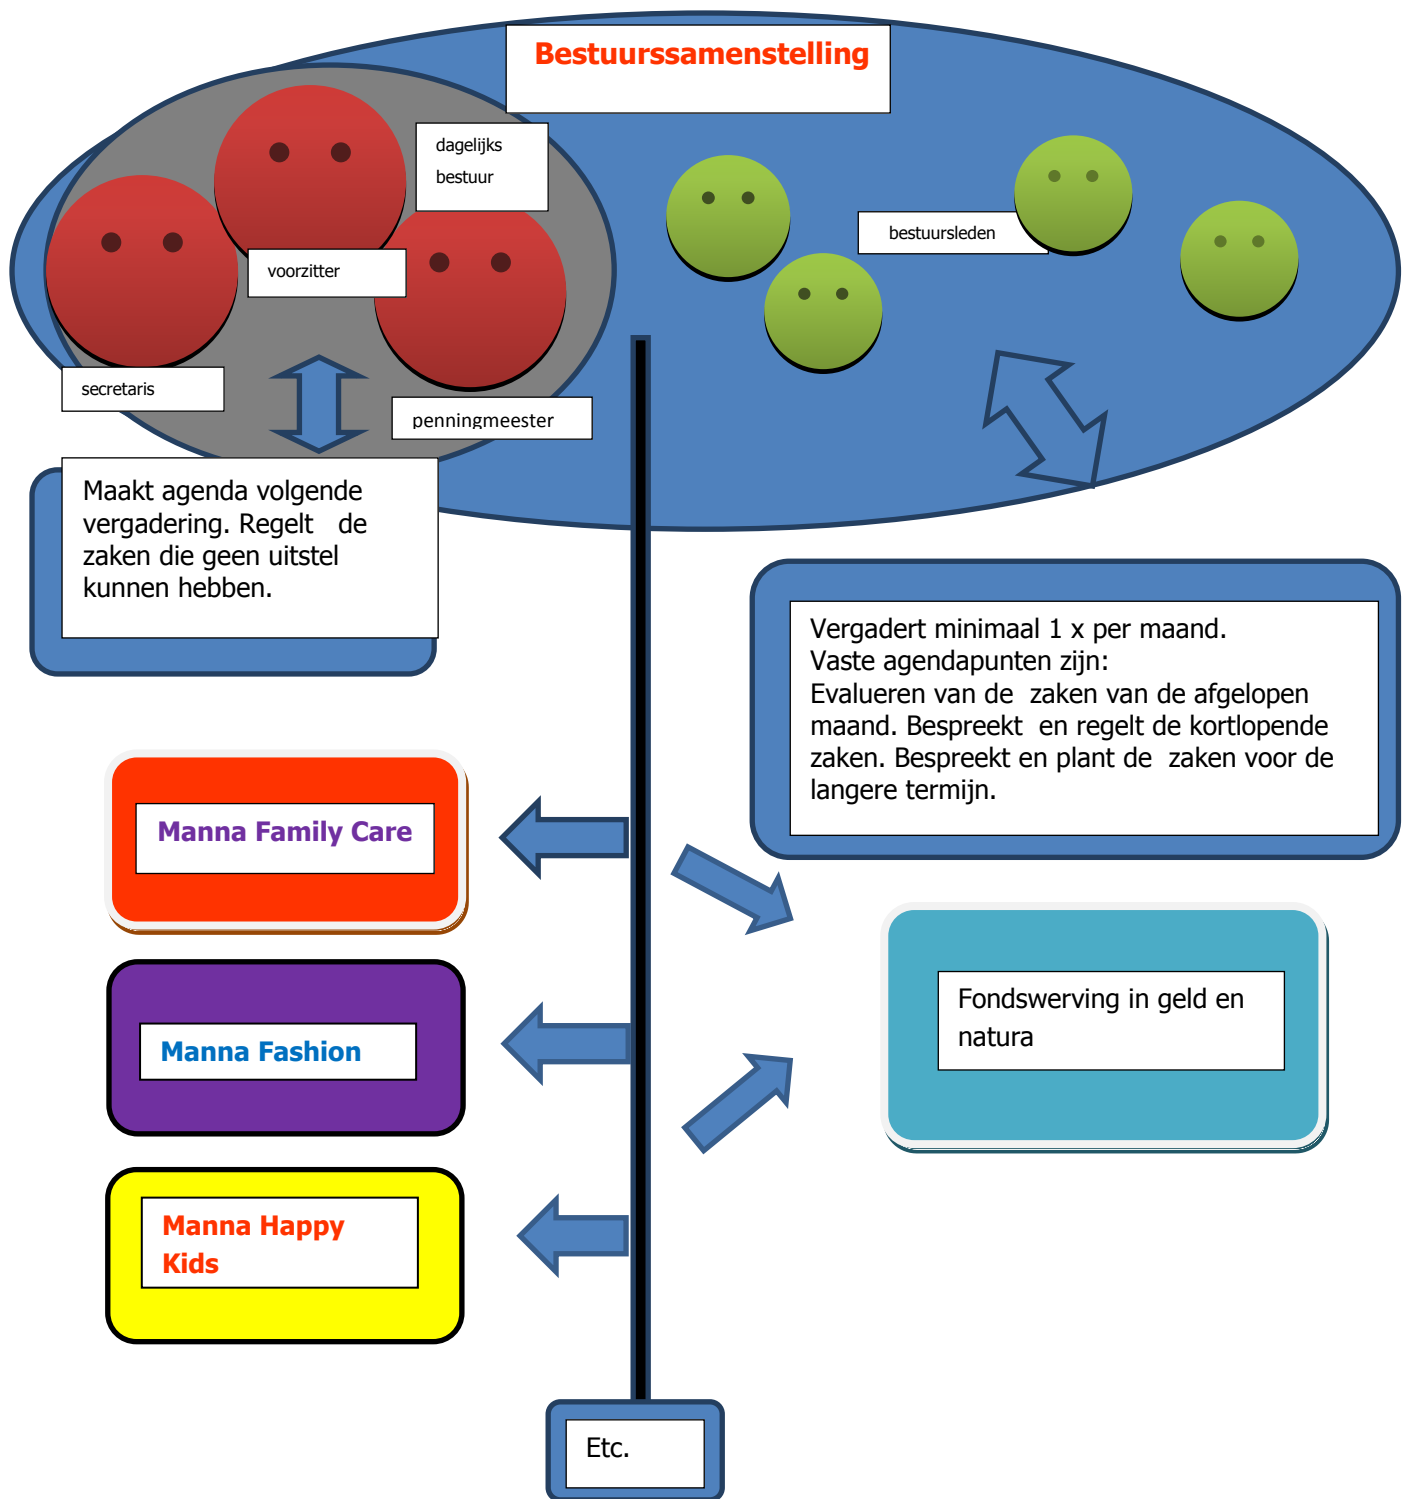 Bestuurssamenstelling
dagelijks
bestuur
bestuursleden
voorzitter
secretaris
penningmeester
Maakt agenda volgende
vergadering. Regelt de
zaken die geen uitstel
kunnen hebben.
Vergadert minimaal 1 x per maand.
Vaste agendapunten zijn:
Evalueren van de zaken van de afgelopen
maand. Bespreekt en regelt de kortlopende
zaken. Bespreekt en plant de zaken voor de
langere termijn.
Manna Family Care
Fondswerving in geld en
natura
Manna Fashion
Manna Happy
Kids
Etc.